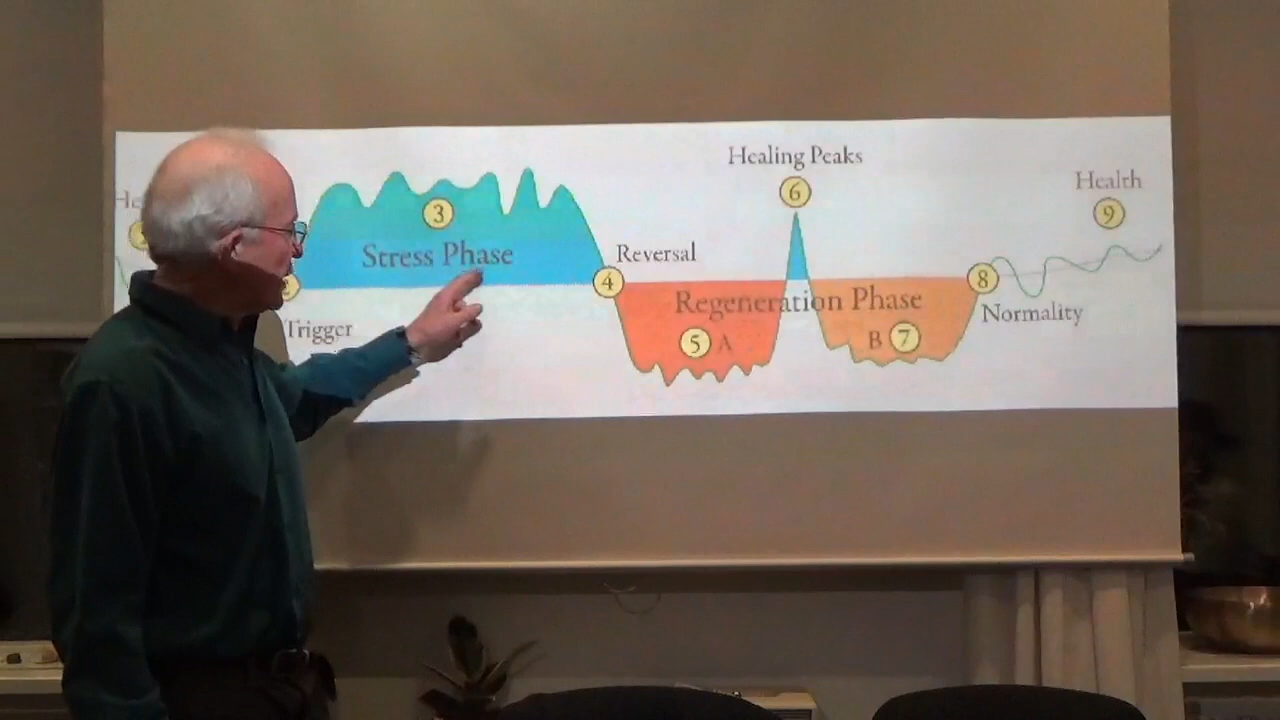 Healing Peaks
6
Health
9
3
Stress Phase
Reversal
4
Regeneration Phase
5 A
B 7
8
Normality
Trigger